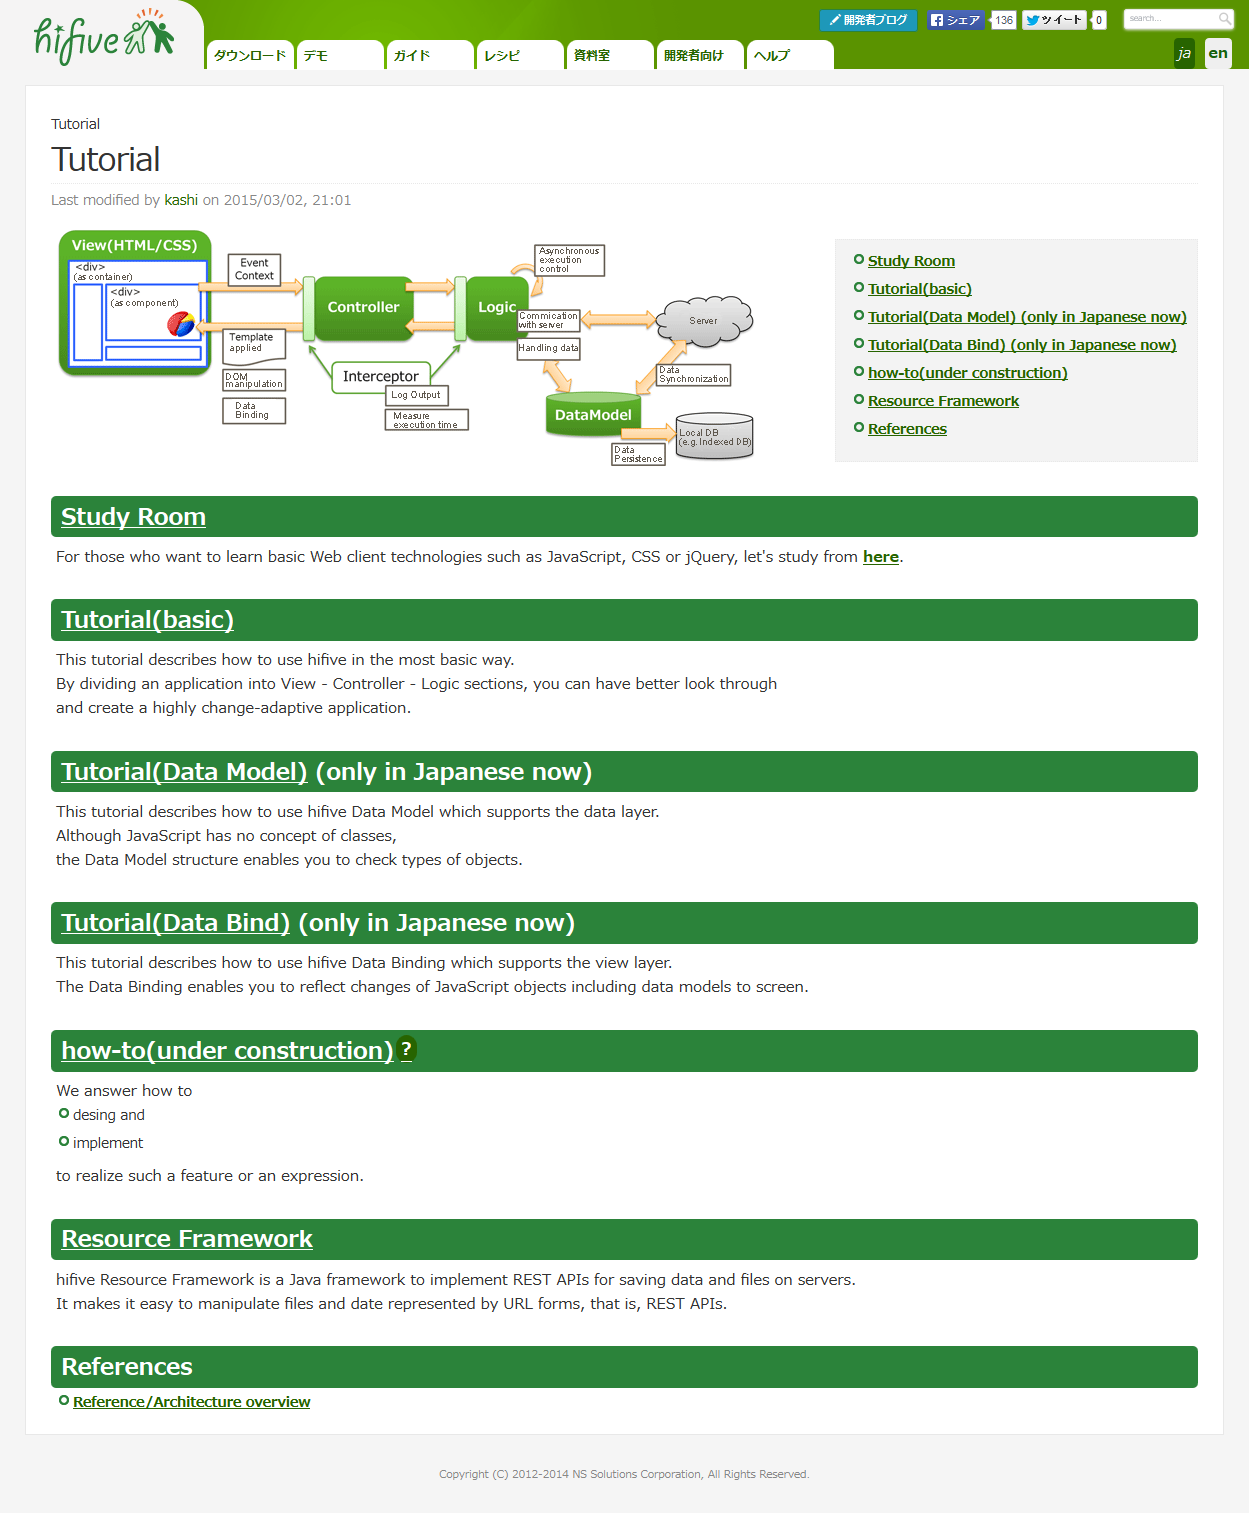 hifive
開発者ブログ
シェア
136
ツイート
0
search...
ダウンロード
デモ
ガイド
レシピ
資料室
開発者向け
ヘルプ
ja
en
Tutorial
Tutorial
Last modified by kashi on 2015/03/02, 21:01
View(HTML/CSS)
<div>
(as container)
<div>
(as component)
Event
Context
Template
applied
DOM
manipulation
Data
Binding
Controller
Interceptor
Log Output
Measure
execution time
Logic
Asynchronous
execution
control
Commication
with server
Handling data
Server
Data
Synchronization
DataModel
Local DB
(e.g. Indexed DB)
Data
Persistence
Study Room
Tutorial(basic)
Tutorial(Data Model) (only in Japanese now)
Tutorial(Data Bind) (only in Japanese now)
how-to(under construction)
Resource Framework
References
Study Room
For those who want to learn basic Web client technologies such as JavaScript, CSS or jQuery, let's study from here.
Tutorial(basic)
This tutorial describes how to use hifive in the most basic way.
By dividing an application into View - Controller - Logic sections, you can have better look through
and create a highly change-adaptive application.
Tutorial(Data Model) (only in Japanese now)
This tutorial describes how to use hifive Data Model which supports the data layer.
Although JavaScript has no concept of classes,
the Data Model structure enables you to check types of objects.
Tutorial(Data Bind) (only in Japanese now)
This tutorial describes how to use hifive Data Binding which supports the view layer.
The Data Binding enables you to reflect changes of JavaScript objects including data models to screen.
how-to(under construction) ?
We answer how to
desing and
implement
to realize such a feature or an expression.
Resource Framework
hifive Resource Framework is a Java framework to implement REST APIs for saving data and files on servers.
It makes it easy to manipulate files and date represented by URL forms, that is, REST APIs.
References
Reference/Architecture overview
Copyright (C) 2012-2014 NS Solutions Corporation, All Rights Reserved.